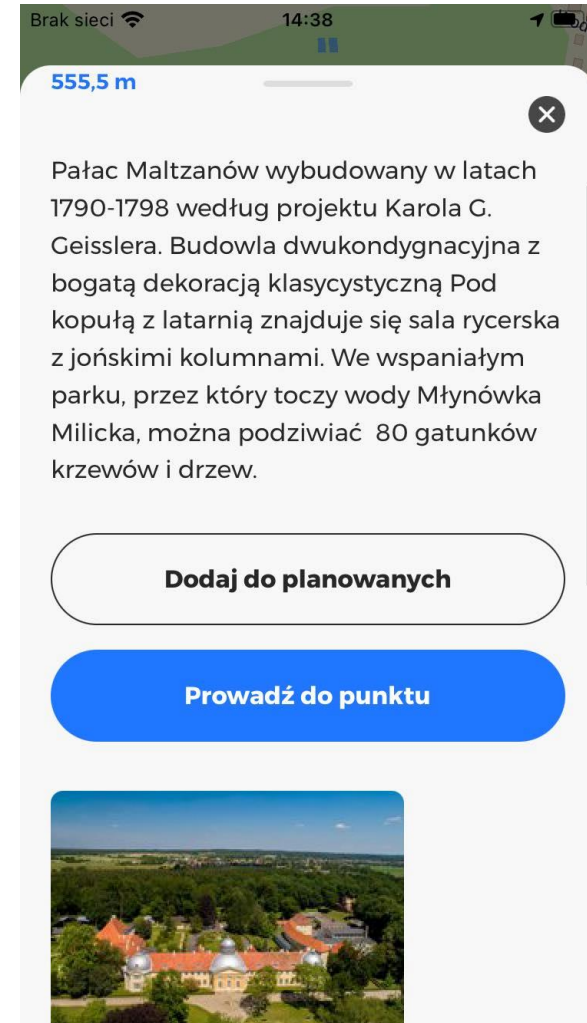 Brak sieci 14:38
555,5 m
Pałac Maltzanów wybudowany w latach
1790-1798 według projektu Karola G.
Geisslera. Budowla dwukondygnacyjna z
bogatą dekoracją klasycystyczną Pod
kopułą z latarnią znajduje się sala rycerska
z jońskimi kolumnami. We wspaniałym
parku, przez który toczy wody Młynówka
Milicka, można podziwiać  80 gatunków
krzewów i drzew.
Dodaj do planowanych
Prowadź do punktu